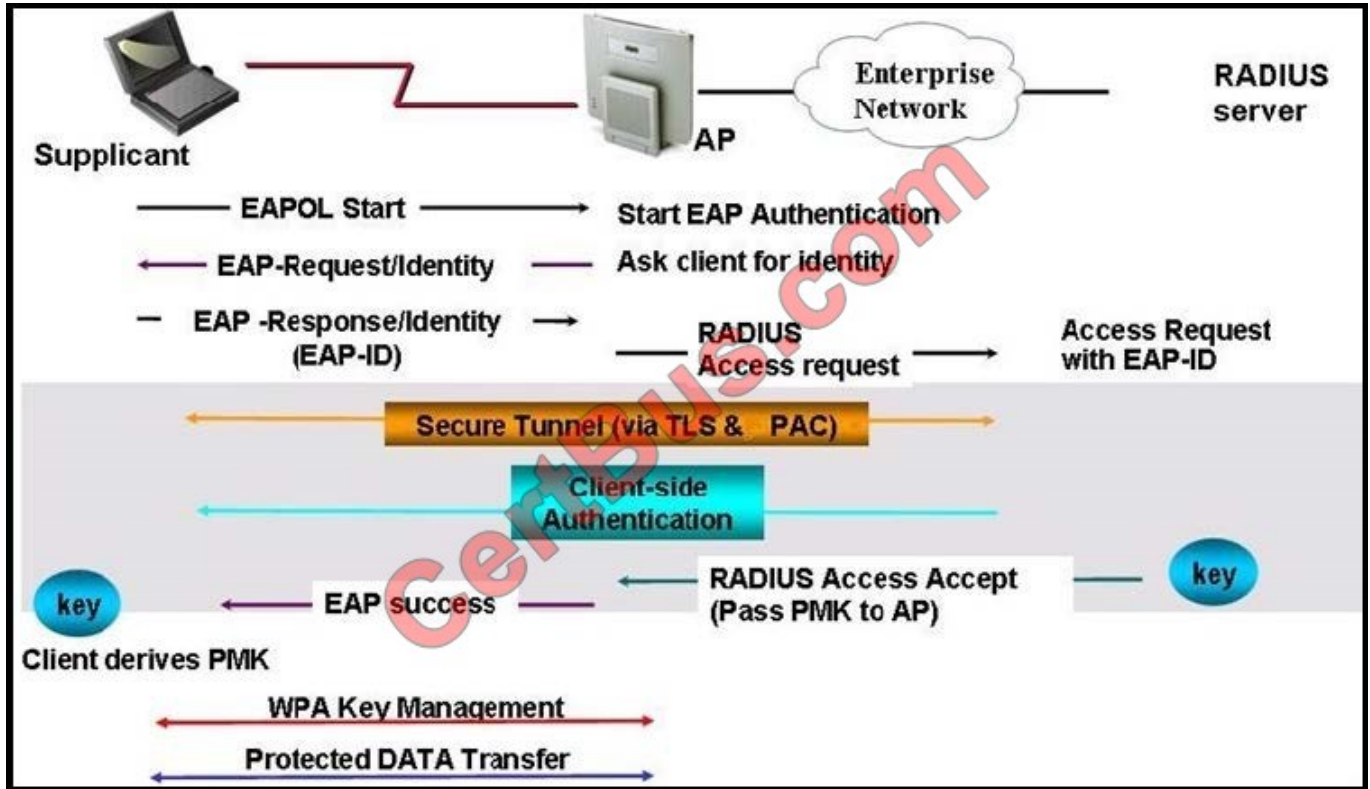 Supplicant
AP
Enterprise
Network
RADIUS
server
EAPOL Start
Start EAP Authentication
EAP-Request/Identity
Ask client for identity
EAP -Response/Identity
(EAP-ID)
RADIUS
Access request
Access Request
with EAP-ID
Secure Tunnel (via TLS & PAC)
Client-side
Authentication
RADIUS Access Accept
(Pass PMK to AP)
key
key
EAP success
Client derives PMK
WPA Key Management
Protected DATA Transfer
CertBus.com